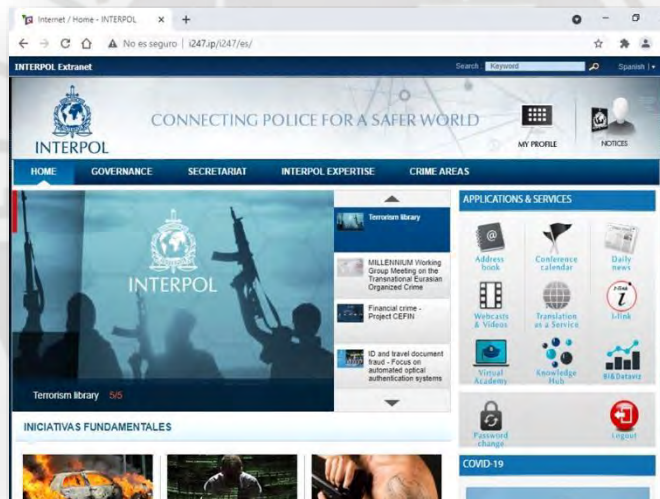 Internet / Home - INTERPOL
No es seguro | i247.ip/i247/es/
INTERPOL Extranet
Search : Keyword
Spanish |
INTERPOL
CONNECTING POLICE FOR A SAFER WORLD
MY PROFILE
NOTICES
HOME
GOVERNANCE
SECRETARIAT
INTERPOL EXPERTISE
CRIME AREAS
INTERPOL
Terrorism library 5/5
Terrorism library
MILLENNIUM Working
Group Meeting on the
Transnational Eurasian
Organized Crime
Financial crime -
Project CEFIN
ID and travel document
fraud - Focus on
automated optical
authentication systems
APPLICATIONS & SERVICES
Address
book
Conference
calendar
Daily
news
Webcasts
& Videos
Translation
as a Service
I-link
Virtual
Academy
Knowledge
Hub
BI&Dataviz
Password
change
Logout
COVID-19
INICIATIVAS FUNDAMENTALES